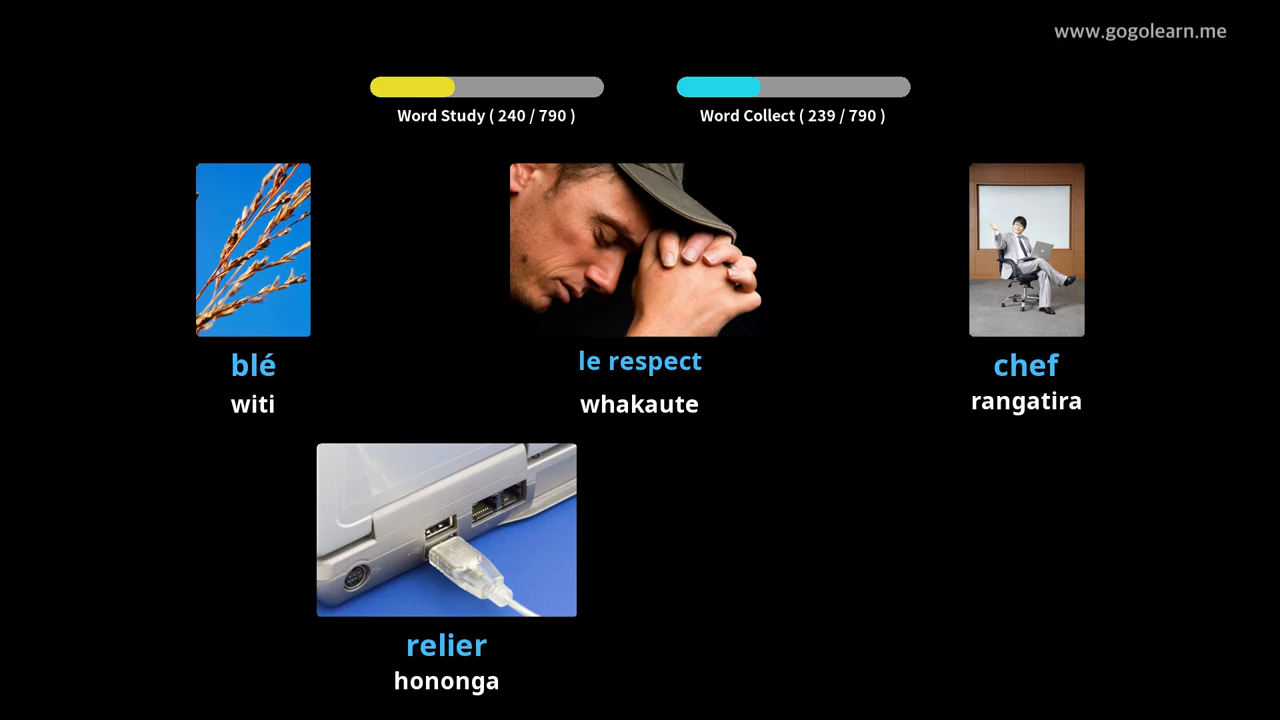 www.gogolearn.me
Word Study ( 240 / 790 )
Word Collect ( 239 / 790 )
blé
le respect
chef
witi
whakaute
rangatira
relier
hononga